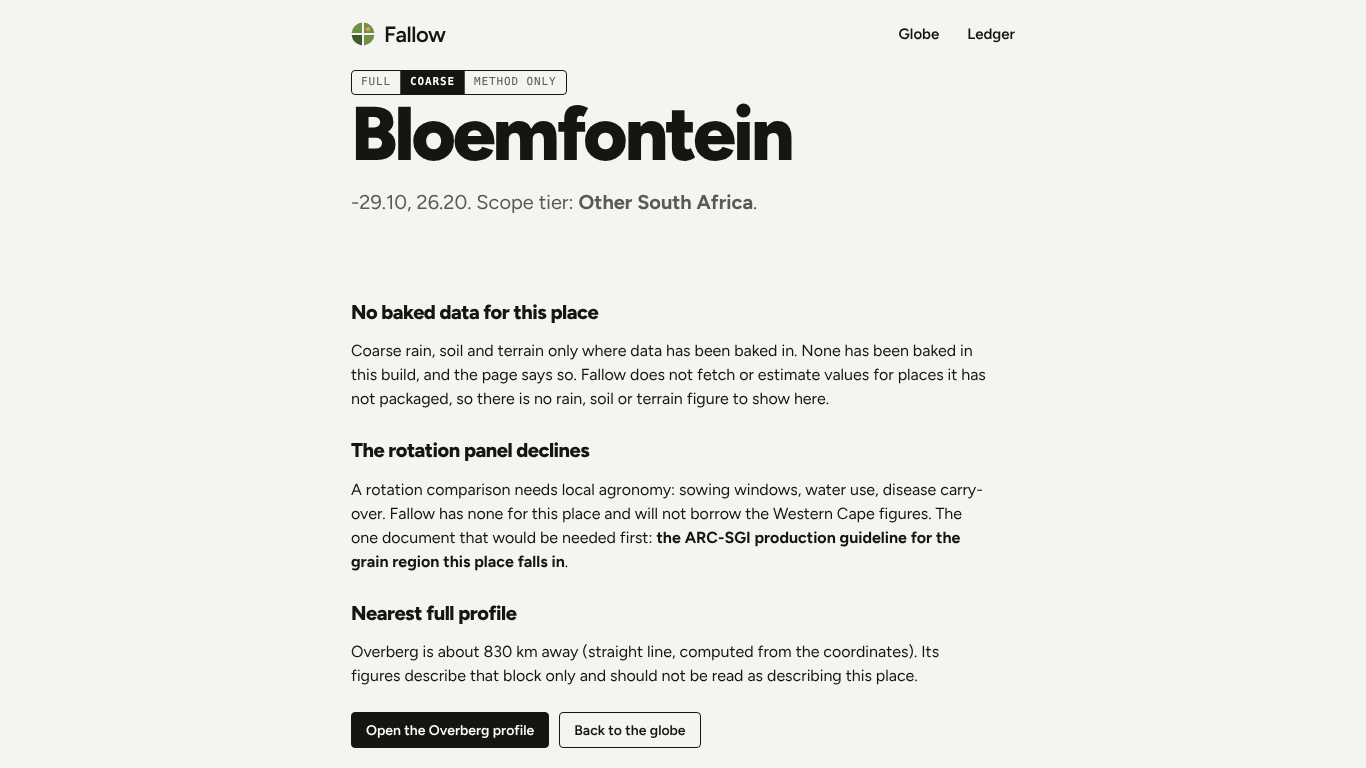 Fallow
Globe
Ledger
FULL
COARSE
METHOD ONLY
Bloemfontein
-29.10, 26.20. Scope tier: Other South Africa.
No baked data for this place
Coarse rain, soil and terrain only where data has been baked in. None has been baked in
this build, and the page says so. Fallow does not fetch or estimate values for places it has
not packaged, so there is no rain, soil or terrain figure to show here.
The rotation panel declines
A rotation comparison needs local agronomy: sowing windows, water use, disease carry-
over. Fallow has none for this place and will not borrow the Western Cape figures. The
one document that would be needed first: the ARC-SGI production guideline for the
grain region this place falls in.
Nearest full profile
Overberg is about 830 km away (straight line, computed from the coordinates). Its
figures describe that block only and should not be read as describing this place.
Open the Overberg profile
Back to the globe